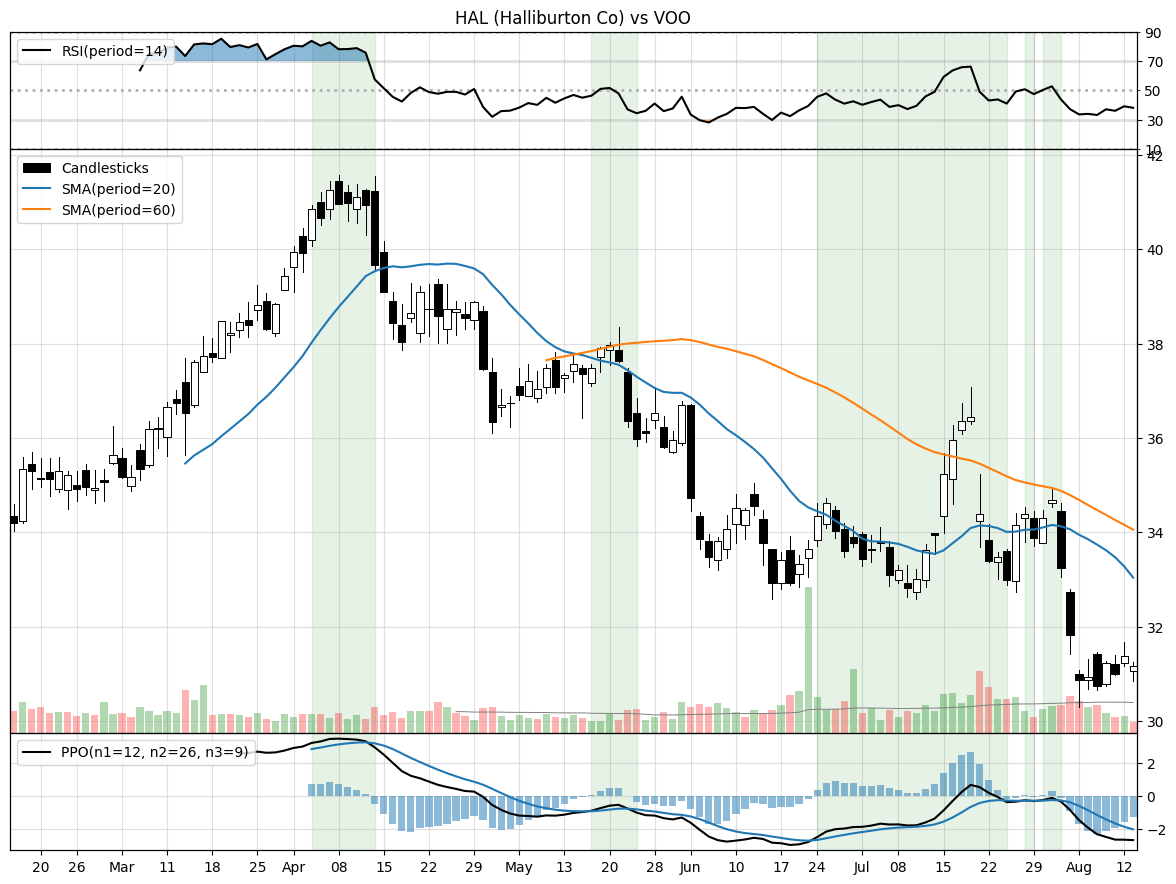 HAL (Halliburton Co) vs VOO
RSI(period=14)
90
70
50
30
10
Candlesticks
SMA(period=20)
SMA(period=60)
42
40
38
36
34
32
30
PPO(n1=12, n2=26, n3=9)
2
0
−2
20 26 Mar 11 18 25 Apr 08 15 22 29 May 13 20 28 Jun 10 17 24 Jul 08 15 22 29 Aug 12